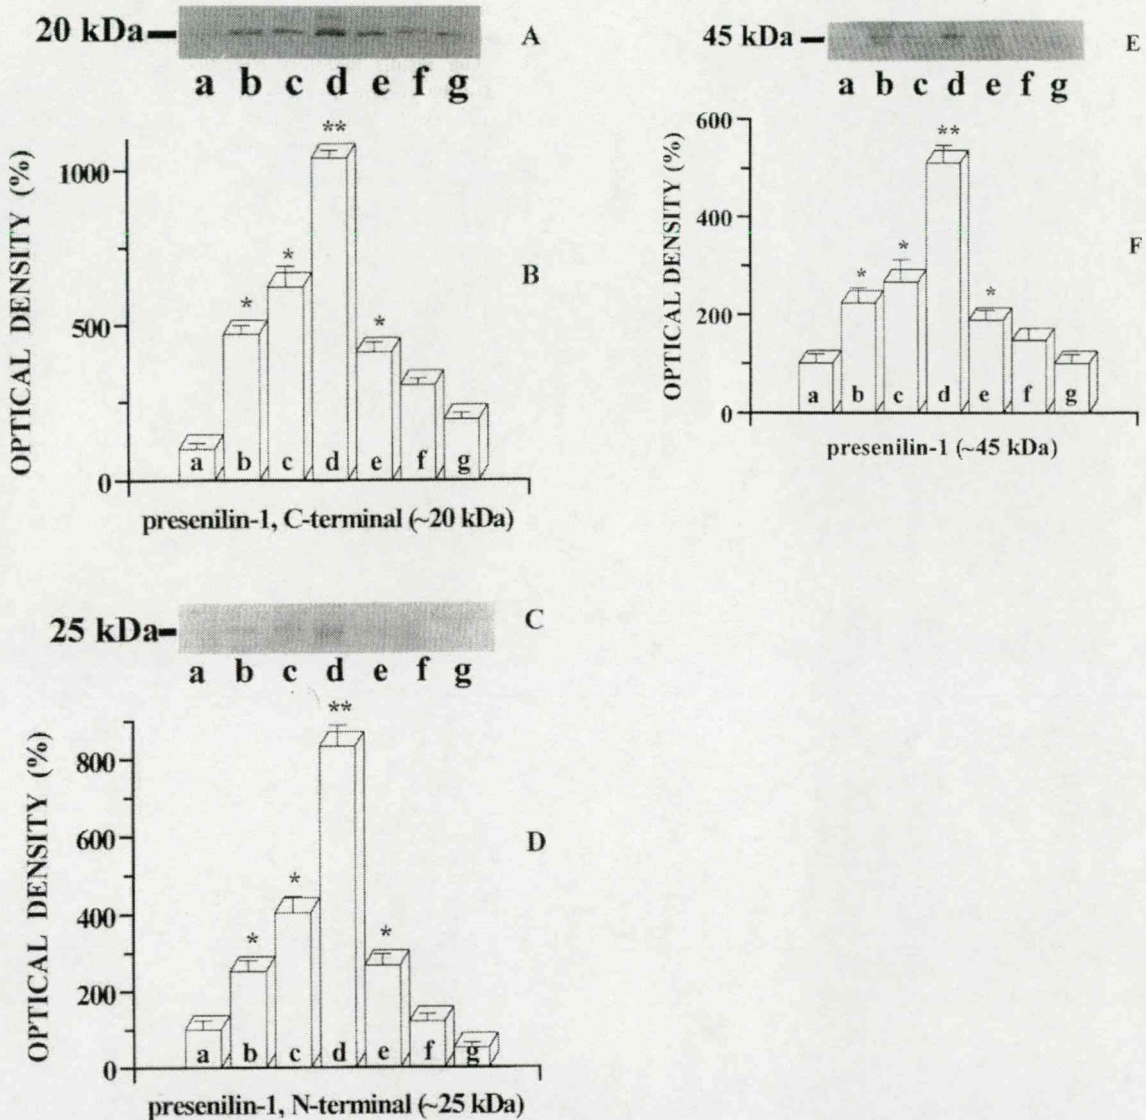 20 kDa
A
a b c d e f g
OPTICAL DENSITY (%)
1000
500
0
* * ** *
a b c d e f g
B
presenilin-1, C-terminal (~20 kDa)
25 kDa
C
a b c d e f g
OPTICAL DENSITY (%)
800
600
400
200
0
* * ** *
a b c d e f g
D
presenilin-1, N-terminal (~25 kDa)
45 kDa
E
a b c d e f g
OPTICAL DENSITY (%)
600
400
200
0
* * ** *
a b c d e f g
F
presenilin-1 (~45 kDa)